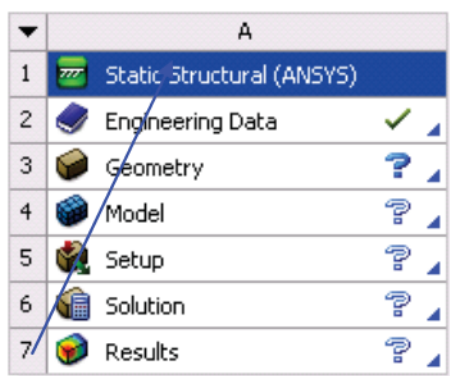 A
1 Static Structural (ANSYS)
2 Engineering Data
3 Geometry
4 Model
5 Setup
6 Solution
7 Results